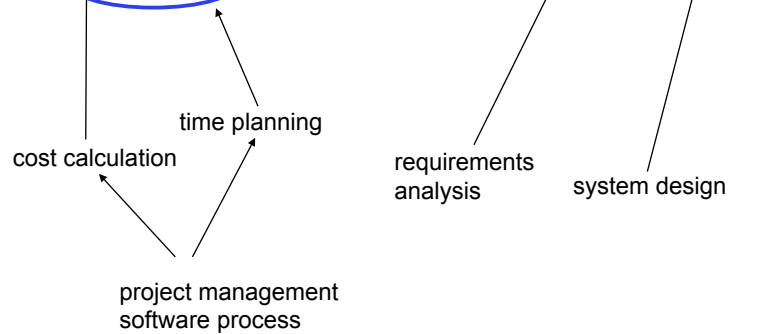 time planning
cost calculation
requirements
analysis
system design
project management
software process